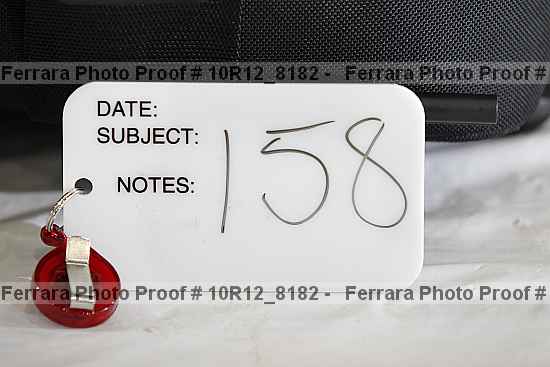 Ferrara Photo Proof # 10R12_8182 - Ferrara Photo Proof #
DATE:
SUBJECT:
NOTES:
158
Ferrara Photo Proof # 10R12_8182 - Ferrara Photo Proof #